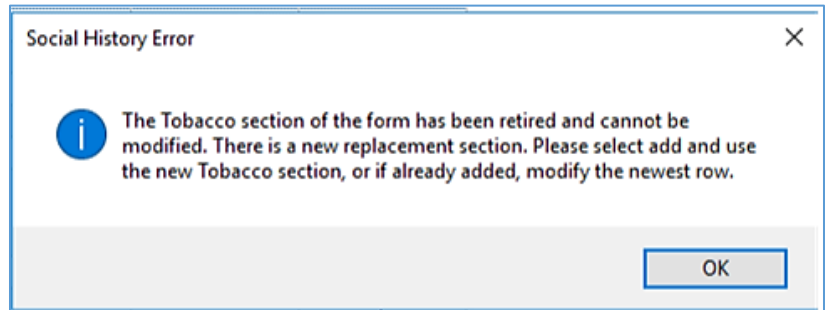 Social History Error
The Tobacco section of the form has been retired and cannot be
modified. There is a new replacement section. Please select add and use
the new Tobacco section, or if already added, modify the newest row.
OK